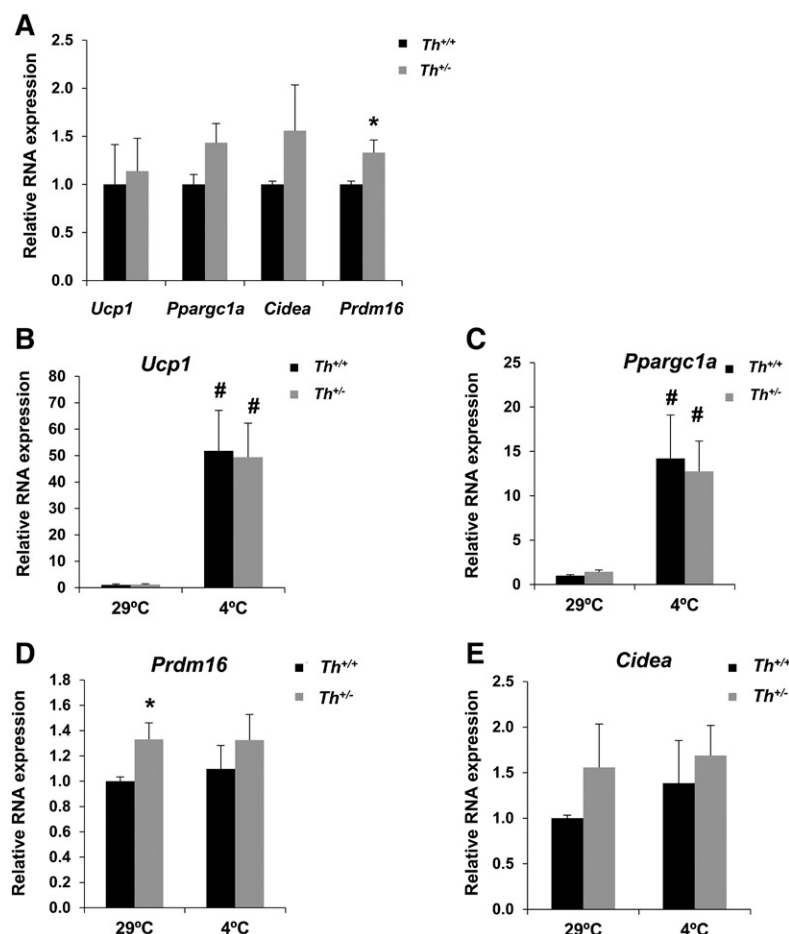 A
Relative RNA expression
2.5
2.0
1.5
1.0
0.5
0.0
Th+/+
Th+/-
*
Ucp1 Ppargc1a Cidea Prdm16
B
Ucp1
Relative RNA expression
80
70
60
50
40
30
20
10
0
Th+/+
Th+/-
# #
29ºC 4ºC
C
Ppargc1a
Relative RNA expression
25
20
15
10
5
0
Th+/+
Th+/-
# #
29ºC 4ºC
D
Prdm16
Relative RNA expression
1.8
1.6
1.4
1.2
1.0
0.8
0.6
0.4
0.2
0.0
Th+/+
Th+/-
*
29ºC 4ºC
E
Cidea
Relative RNA expression
2.5
2.0
1.5
1.0
0.5
0.0
Th+/+
Th+/-
29ºC 4ºC